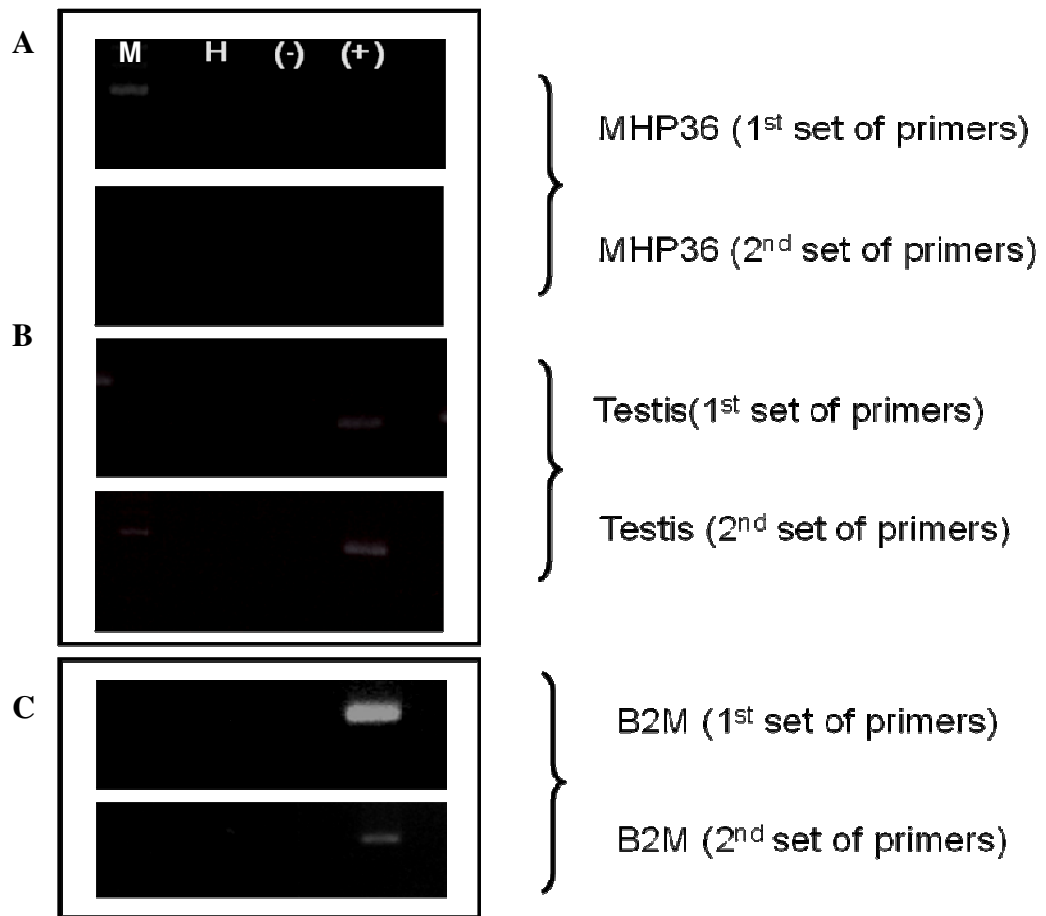 A
M H (-) (+)
MHP36 (1st set of primers)
MHP36 (2nd set of primers)
B
Testis(1st set of primers)
Testis (2nd set of primers)
C
B2M (1st set of primers)
B2M (2nd set of primers)